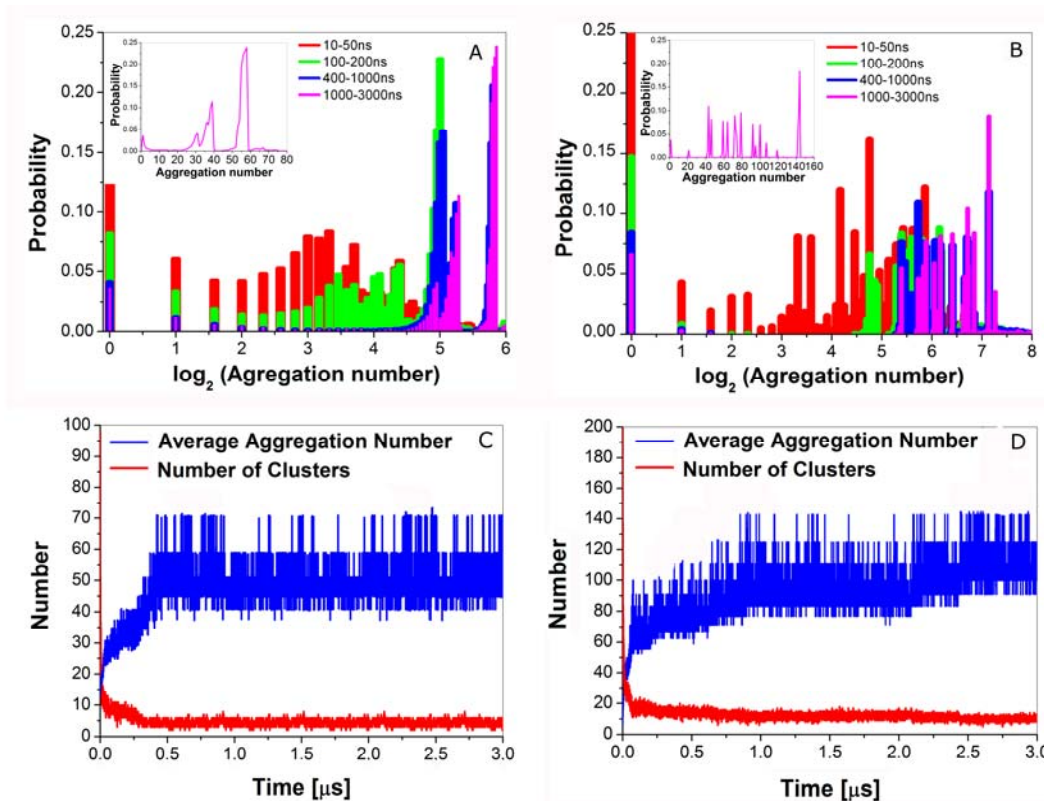 A
10-50ns
100-200ns
400-1000ns
1000-3000ns
Probability
0.25
0.20
0.15
0.10
0.05
0.00
0.25
0.20
0.15
0.10
0.05
0.00
Probability
0 10 20 30 40 50 60 70 80
Aggregation number
0 1 2 3 4 5 6
log2 (Agregation number)
B
10-50ns
100-200ns
400-1000ns
1000-3000ns
Probability
0.25
0.20
0.15
0.10
0.05
0.00
0.25
0.20
0.15
0.10
0.05
0.00
Probability
0 20 40 60 80 100 120 140 160
Aggregation number
0 1 2 3 4 5 6 7 8
log2 (Agregation number)
C
Average Aggregation Number
Number of Clusters
Number
100
90
80
70
60
50
40
30
20
10
0
0.0 0.5 1.0 1.5 2.0 2.5 3.0
Time [μs]
D
Average Aggregation Number
Number of Clusters
Number
200
180
160
140
120
100
80
60
40
20
0
0.0 0.5 1.0 1.5 2.0 2.5 3.0
Time [μs]